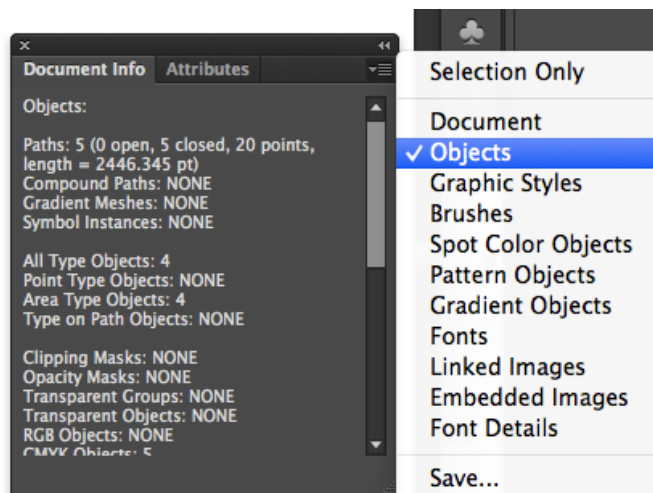 Document Info
Attributes
Objects:
Paths: 5 (0 open, 5 closed, 20 points,
length = 2446.345 pt)
Compound Paths: NONE
Gradient Meshes: NONE
Symbol Instances: NONE
All Type Objects: 4
Point Type Objects: NONE
Area Type Objects: 4
Type on Path Objects: NONE
Clipping Masks: NONE
Opacity Masks: NONE
Transparent Groups: NONE
Transparent Objects: NONE
RGB Objects: NONE
CMYK Objects: 5
Selection Only
Document
✓ Objects
Graphic Styles
Brushes
Spot Color Objects
Pattern Objects
Gradient Objects
Fonts
Linked Images
Embedded Images
Font Details
Save...